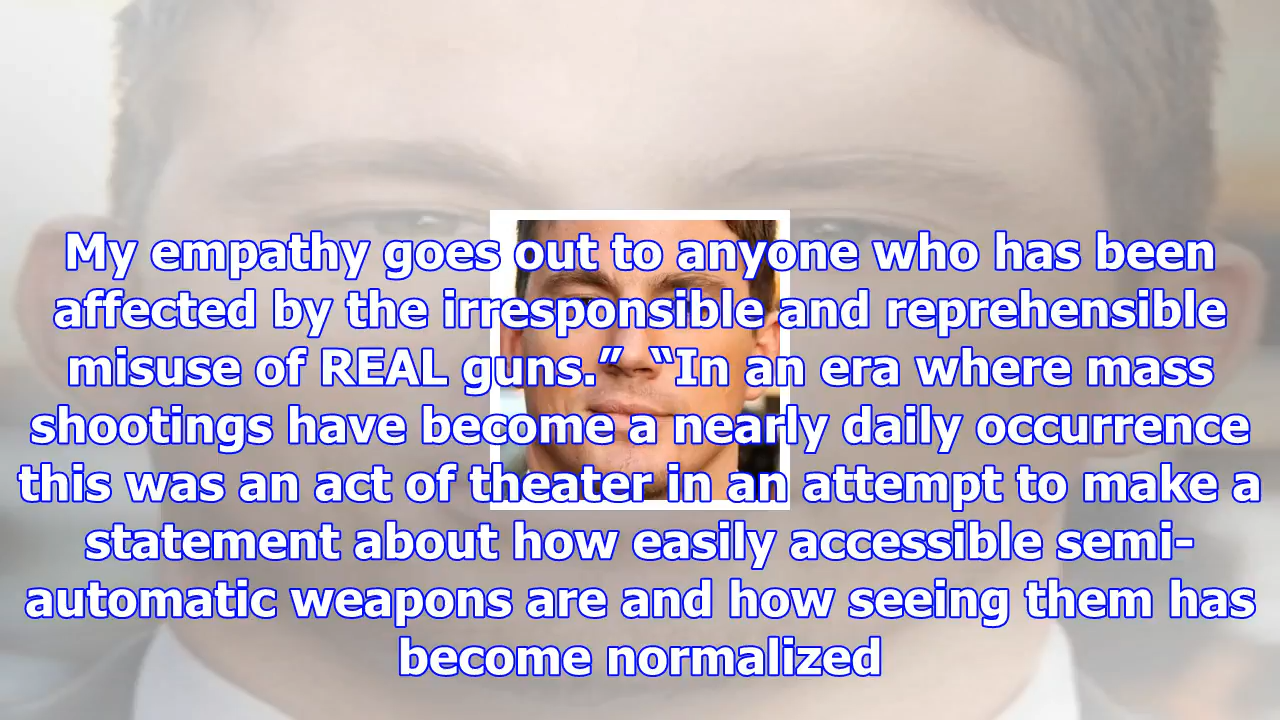 My empathy goes out to anyone who has been
affected by the irresponsible and reprehensible
misuse of REAL guns.”  “In an era where mass
shootings have become a nearly daily occurrence
this was an act of theater in an attempt to make a
statement about how easily accessible semi-
automatic weapons are and how seeing them has
become normalized